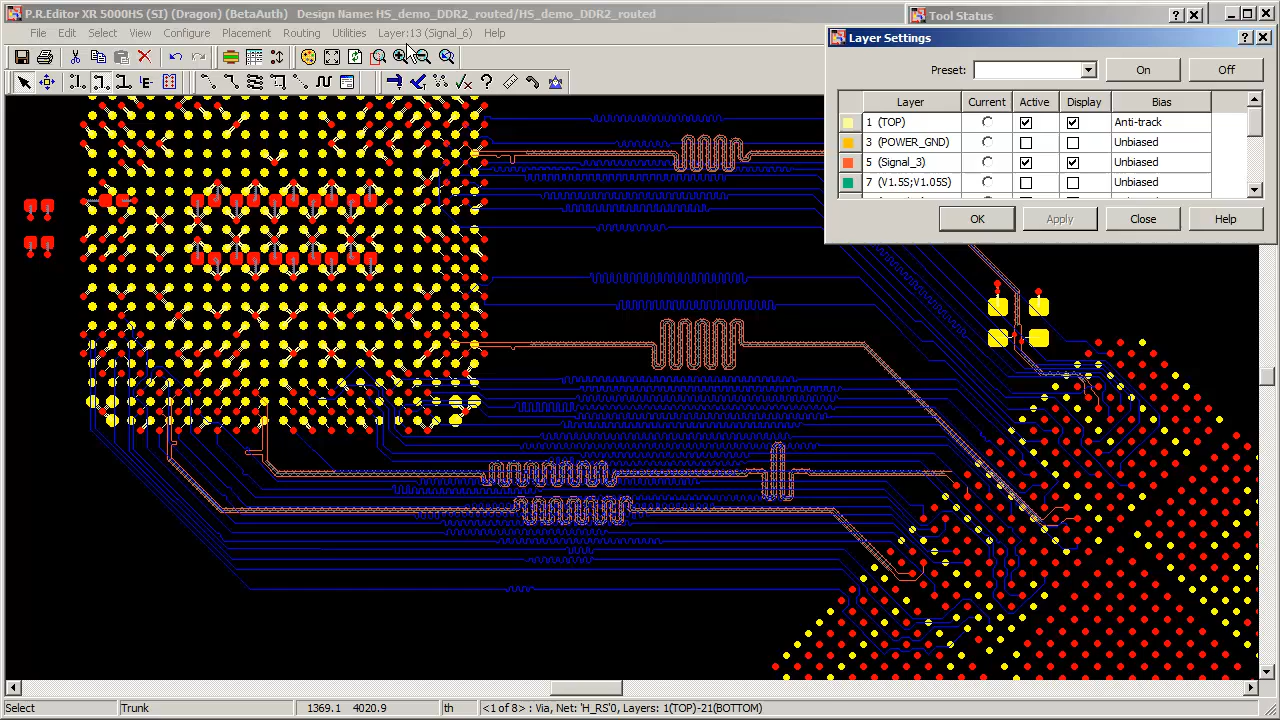 P.R.Editor XR 5000HS (SI) (Dragon) (BetaAuth)   Design Name: HS_demo_DDR2_routed/HS_demo_DDR2_routed
Tool Status
File Edit Select View Configure Placement Routing Utilities Layer:13 (Signal_6) Help
Layer Settings
Preset: On Off
Layer Current Active Display Bias
1 (TOP) Anti-track
3 (POWER_GND) Unbiased
5 (Signal_3) Unbiased
7 (V1.5S;V1.05S) Unbiased
OK Apply Close Help
Select Trunk 1369.1 4020.9 th <1 of 8> : Via, Net: 'H_RS'0, Layers: 1(TOP)-21(BOTTOM)